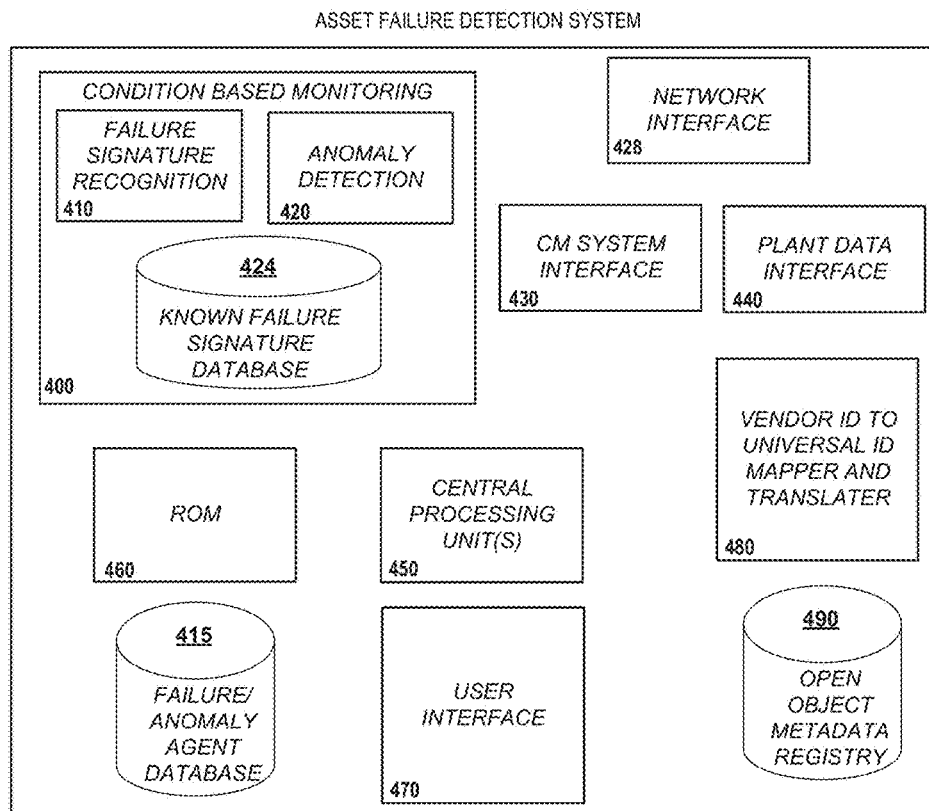 ASSET FAILURE DETECTION SYSTEM
CONDITION BASED MONITORING
FAILURE
SIGNATURE
RECOGNITION
410
ANOMALY
DETECTION
420
424
KNOWN FAILURE
SIGNATURE
DATABASE
400
NETWORK
INTERFACE
428
CM SYSTEM
INTERFACE
430
PLANT DATA
INTERFACE
440
VENDOR ID TO
UNIVERSAL ID
MAPPER AND
TRANSLATER
480
ROM
460
CENTRAL
PROCESSING
UNIT(S)
450
415
FAILURE/
ANOMALY
AGENT
DATABASE
USER
INTERFACE
470
490
OPEN
OBJECT
METADATA
REGISTRY